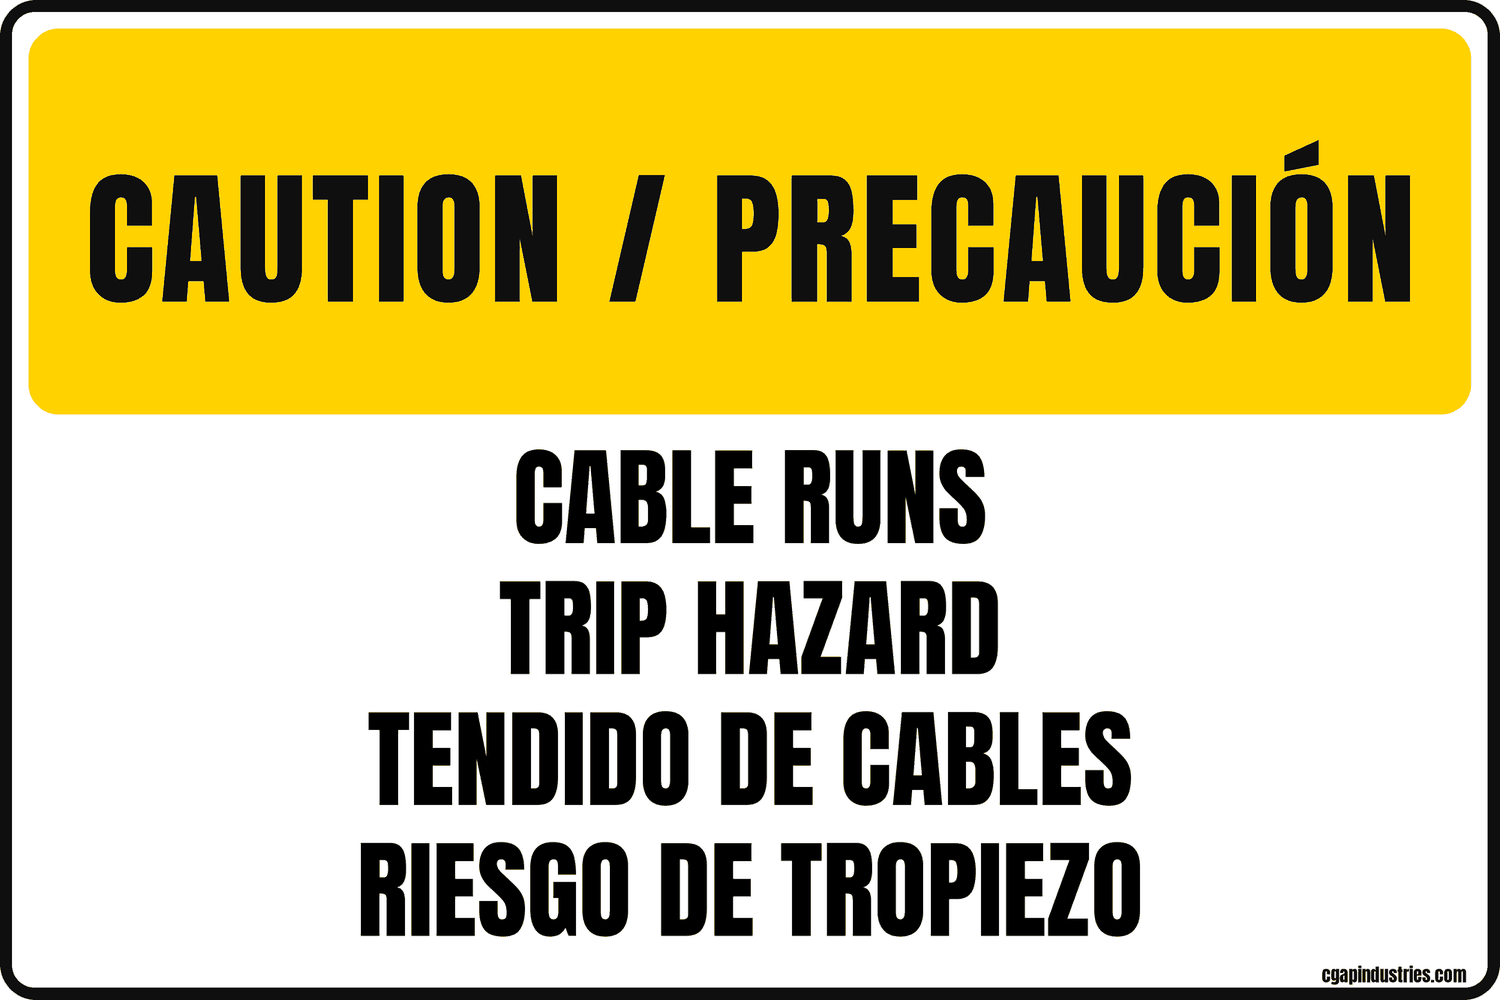 CAUTION / PRECAUCIÓN
CABLE RUNS
TRIP HAZARD
TENDIDO DE CABLES
RIESGO DE TROPIEZO
cgapindustries.com